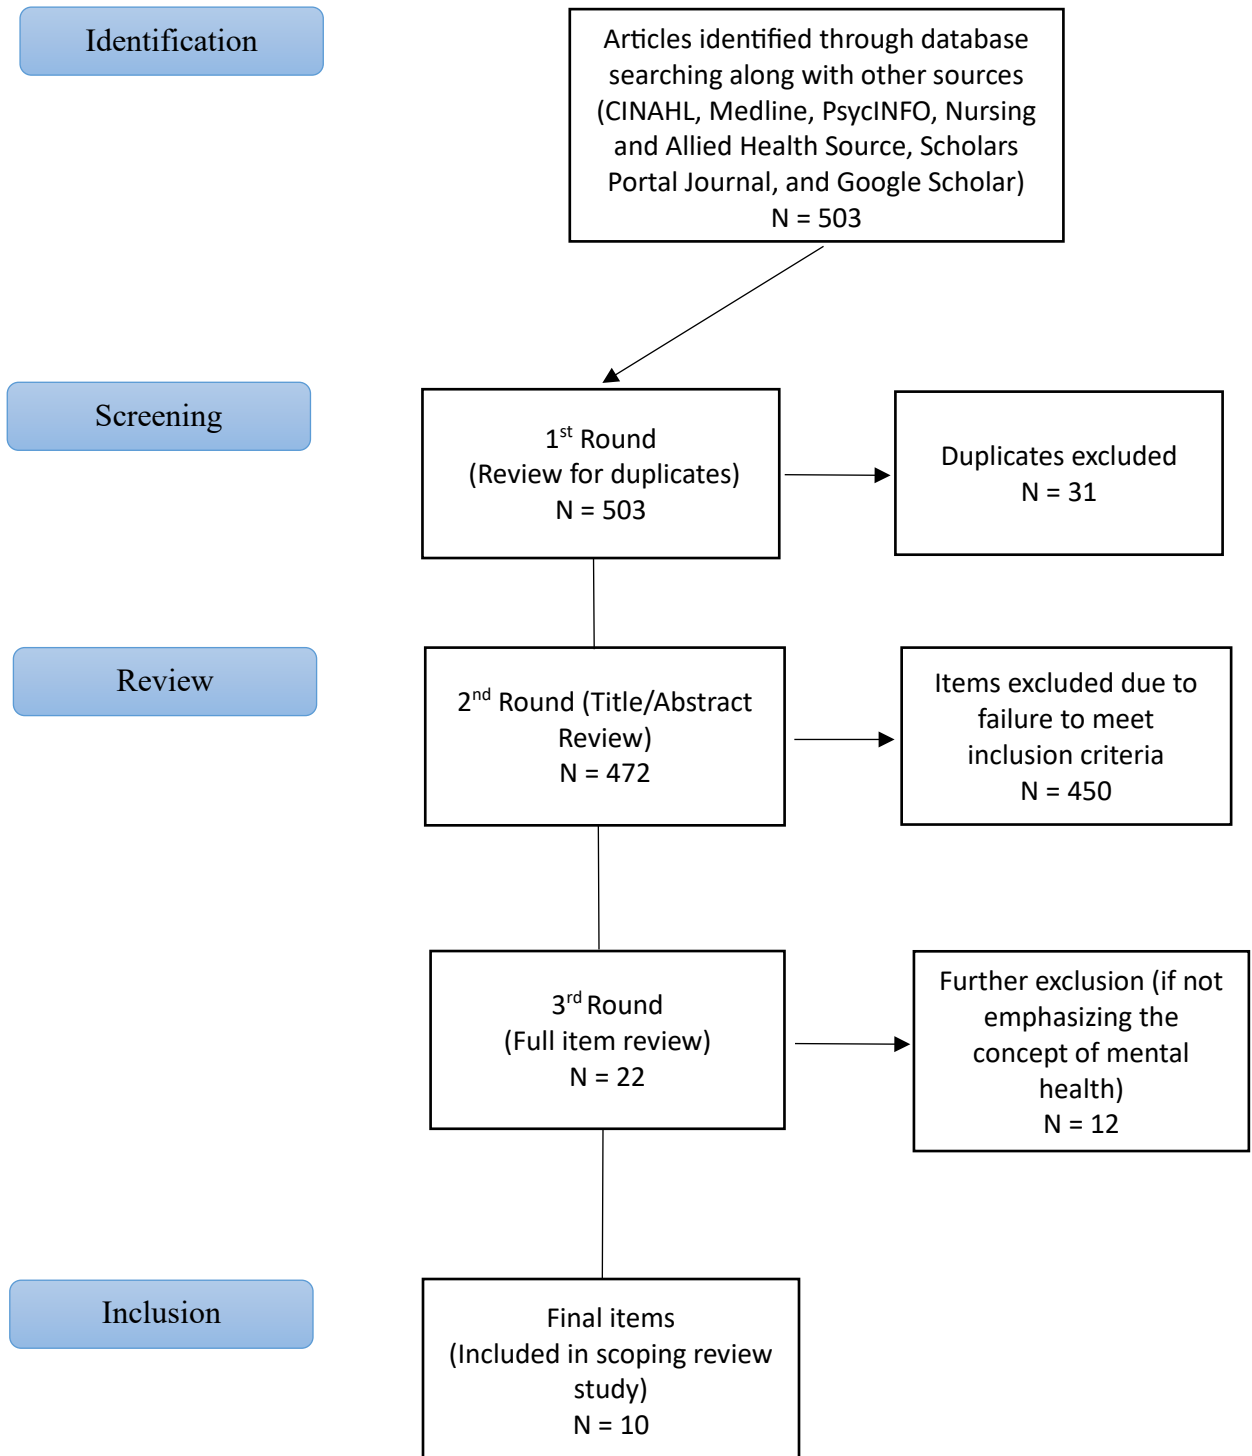 Identification
Articles identified through database
searching along with other sources
(CINAHL, Medline, PsycINFO, Nursing
and Allied Health Source, Scholars
Portal Journal, and Google Scholar)
N = 503
Screening
1st Round
(Review for duplicates)
N = 503
Duplicates excluded
N = 31
Review
2nd Round (Title/Abstract
Review)
N = 472
Items excluded due to
failure to meet
inclusion criteria
N = 450
3rd Round
(Full item review)
N = 22
Further exclusion (if not
emphasizing the
concept of mental
health)
N = 12
Inclusion
Final items
(Included in scoping review
study)
N = 10